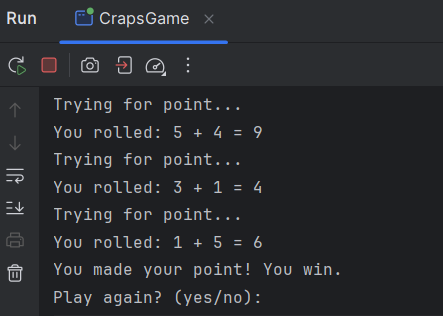 Run CrapsGame
Trying for point...
You rolled: 5 + 4 = 9
Trying for point...
You rolled: 3 + 1 = 4
Trying for point...
You rolled: 1 + 5 = 6
You made your point! You win.
Play again? (yes/no):